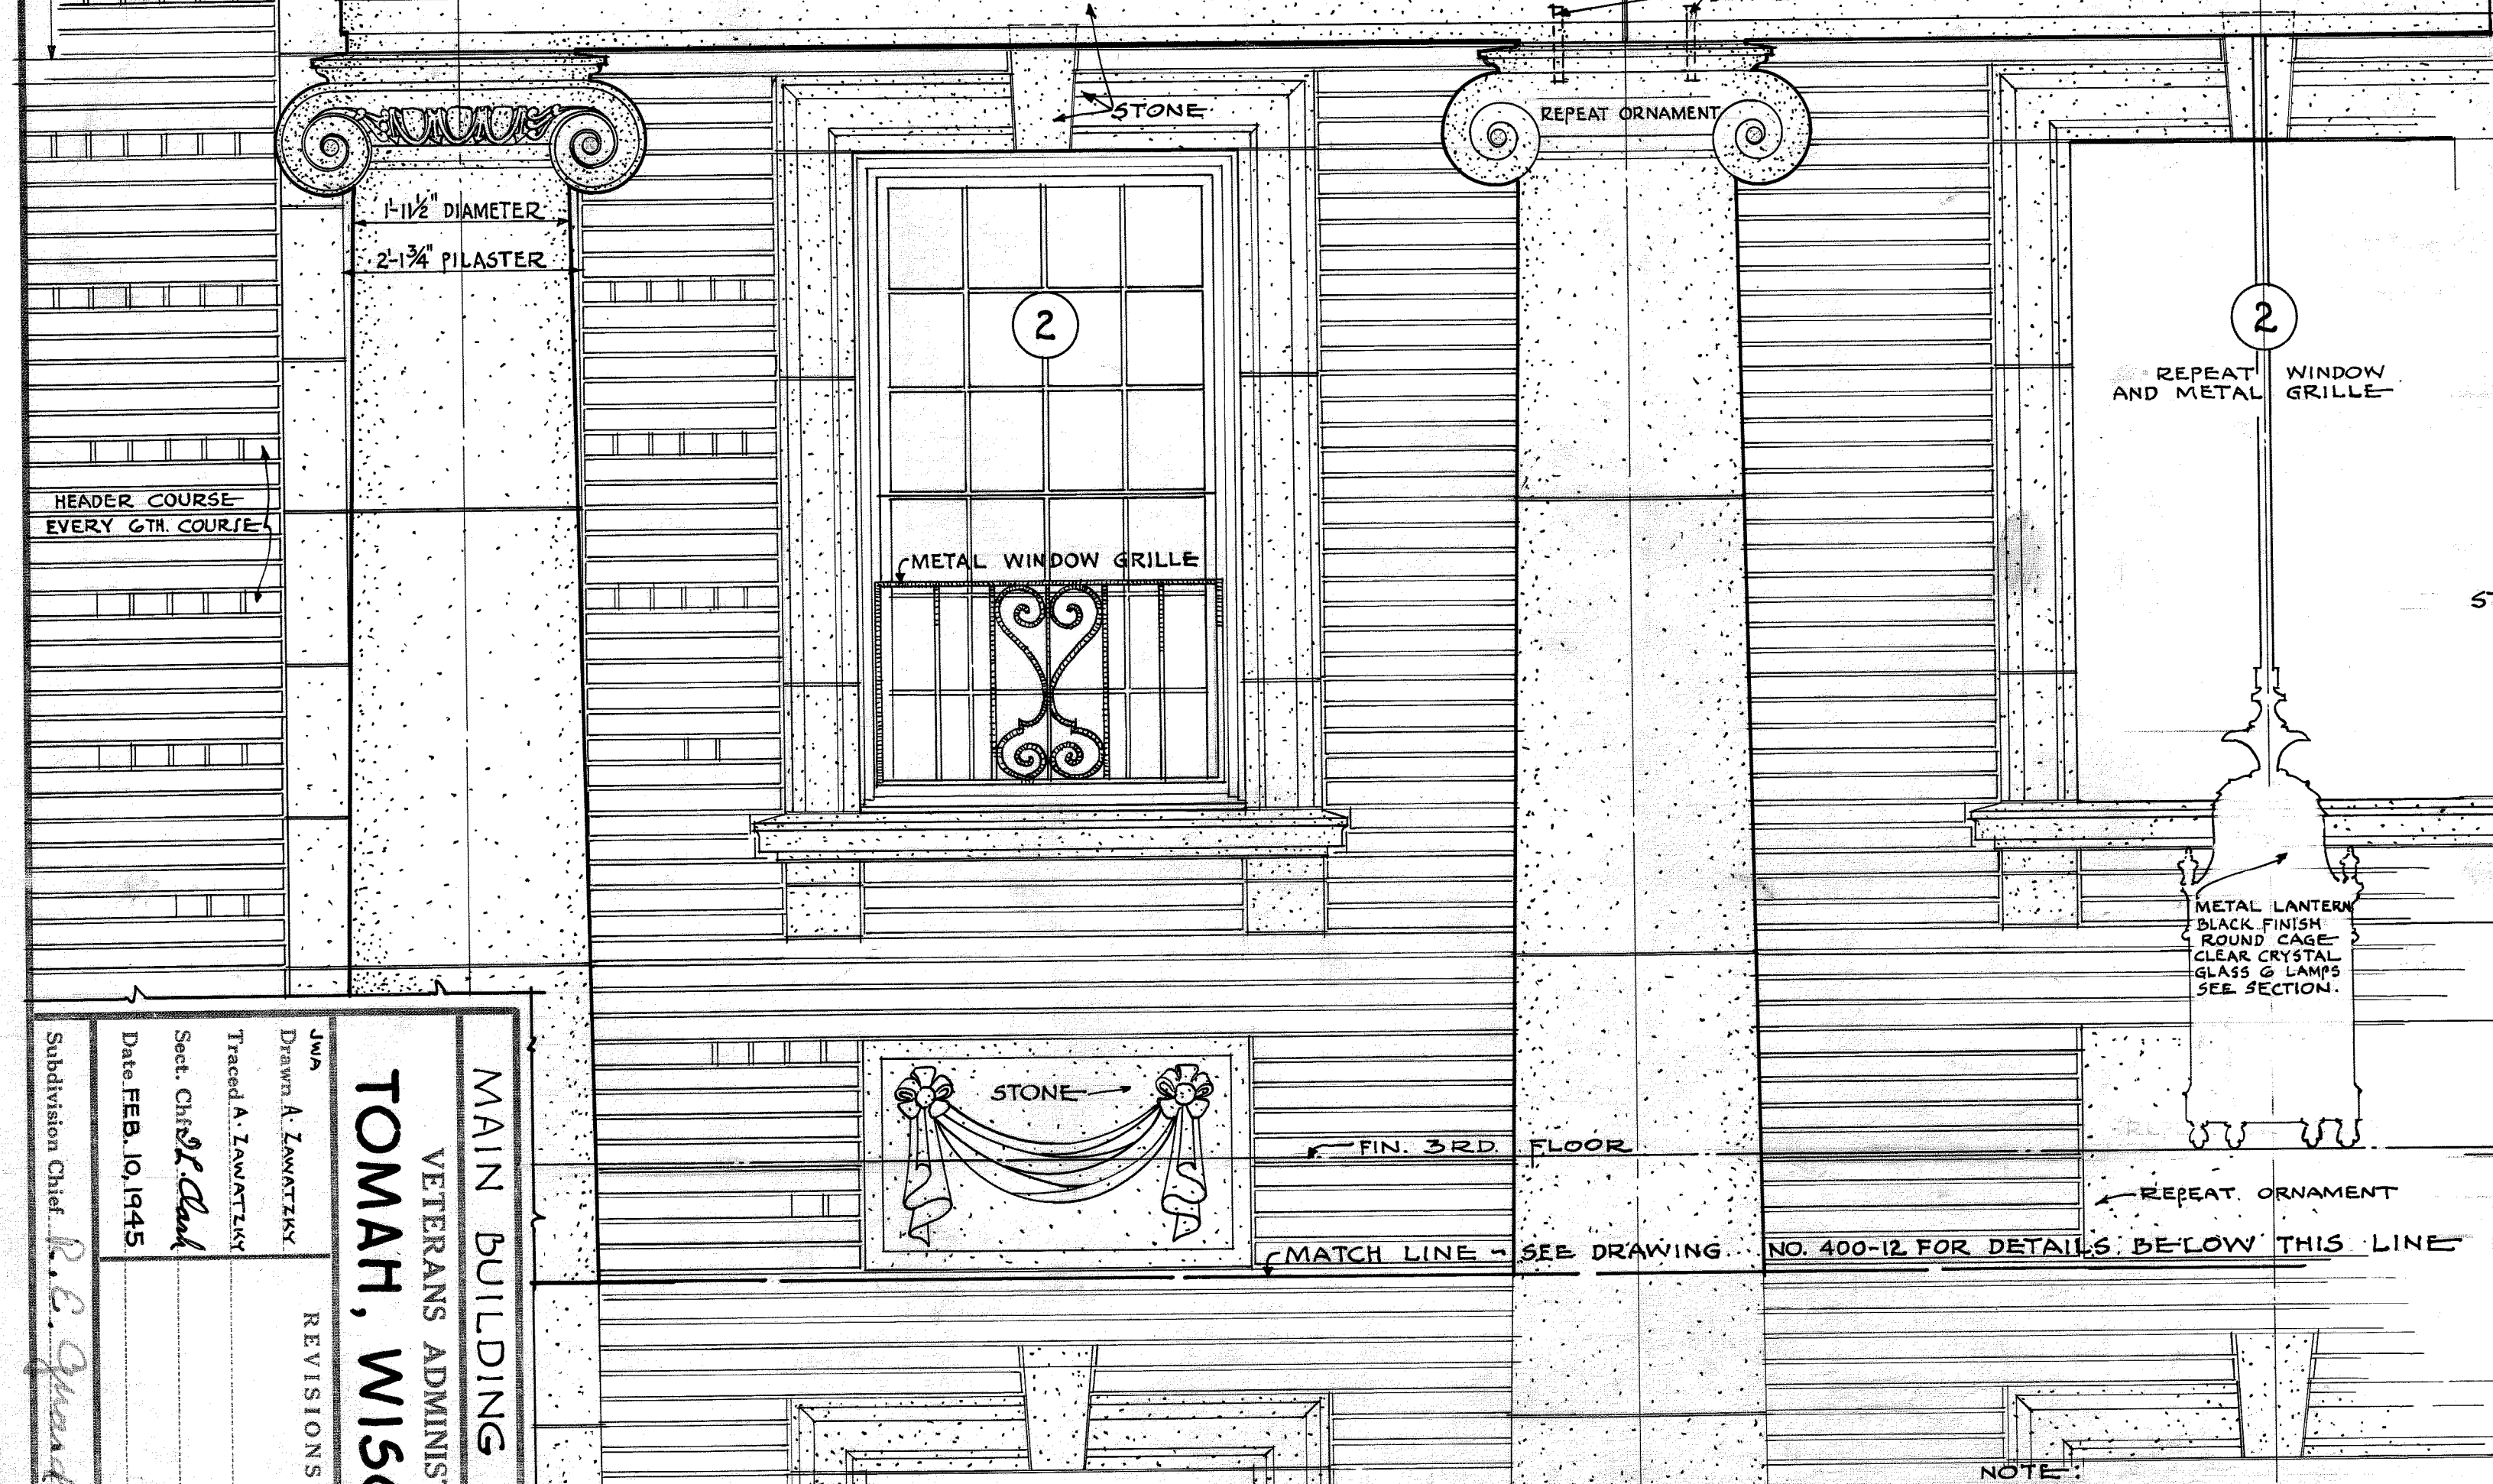 STONE
REPEAT ORNAMENT
1'-11½" DIAMETER
2'-1¾" PILASTER
2
2
REPEAT WINDOW
AND METAL GRILLE
HEADER COURSE
EVERY 6TH. COURSE
METAL WINDOW GRILLE
METAL LANTERN
BLACK FINISH
ROUND CAGE
CLEAR CRYSTAL
GLASS 6 LAMPS
SEE SECTION.
STONE
FIN. 3RD. FLOOR
REPEAT. ORNAMENT
MATCH LINE - SEE DRAWING NO. 400-12 FOR DETAILS BELOW THIS LINE
NOTE:
MAIN BUILDING
VETERANS ADMINIS
TOMAH, WISC
JWA
Drawn A. ZAWATZKY
Traced A. ZAWATZKY
Sect. Chf.
Date FEB. 10, 1945
Subdivision Chief R. E.
REVISIONS